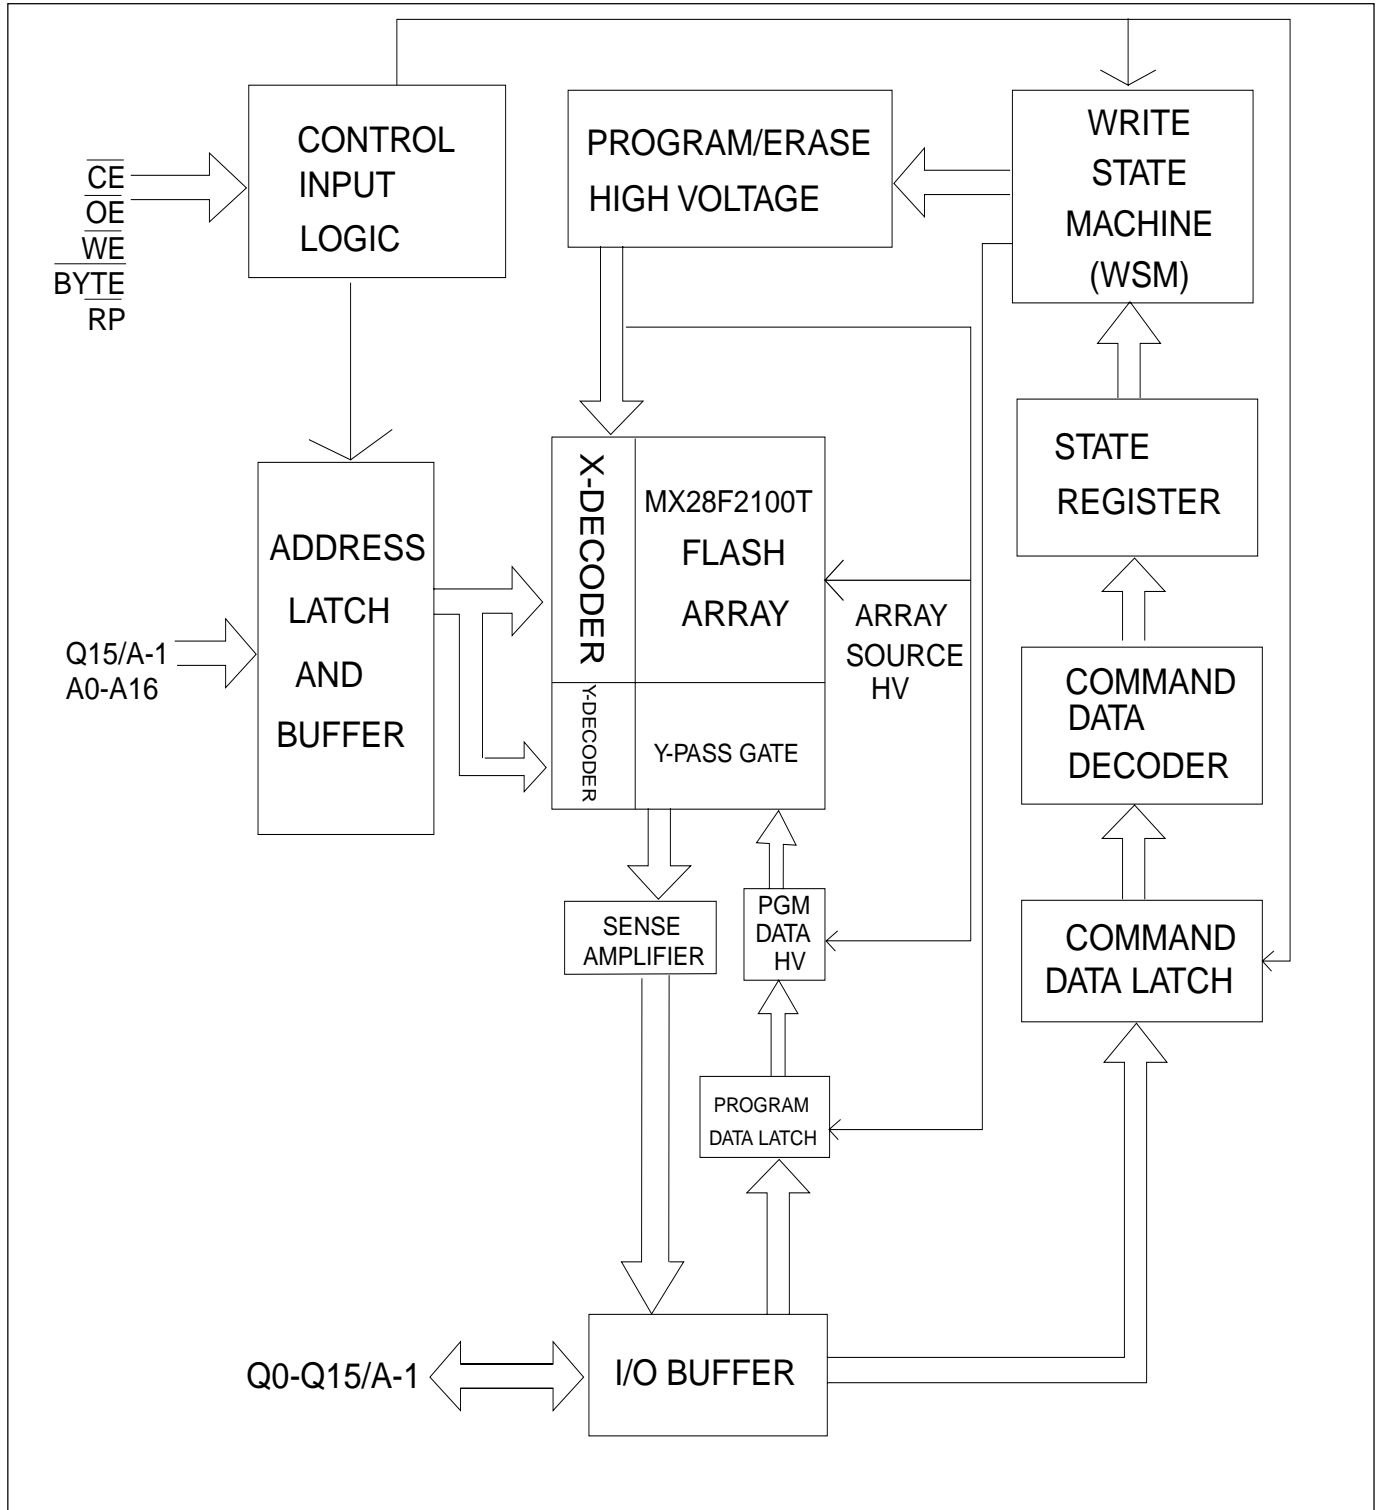 CONTROL
INPUT
LOGIC
PROGRAM/ERASE
HIGH VOLTAGE
WRITE
STATE
MACHINE
(WSM)
CE
OE
WE
BYTE
RP
STATE
REGISTER
ADDRESS
LATCH
AND
BUFFER
X-DECODER
MX28F2100T
FLASH
ARRAY
ARRAY
SOURCE
HV
Q15/A-1
A0-A16
Y-DECODER
Y-PASS GATE
COMMAND
DATA
DECODER
SENSE
AMPLIFIER
PGM
DATA
HV
COMMAND
DATA LATCH
PROGRAM
DATA LATCH
Q0-Q15/A-1
I/O BUFFER